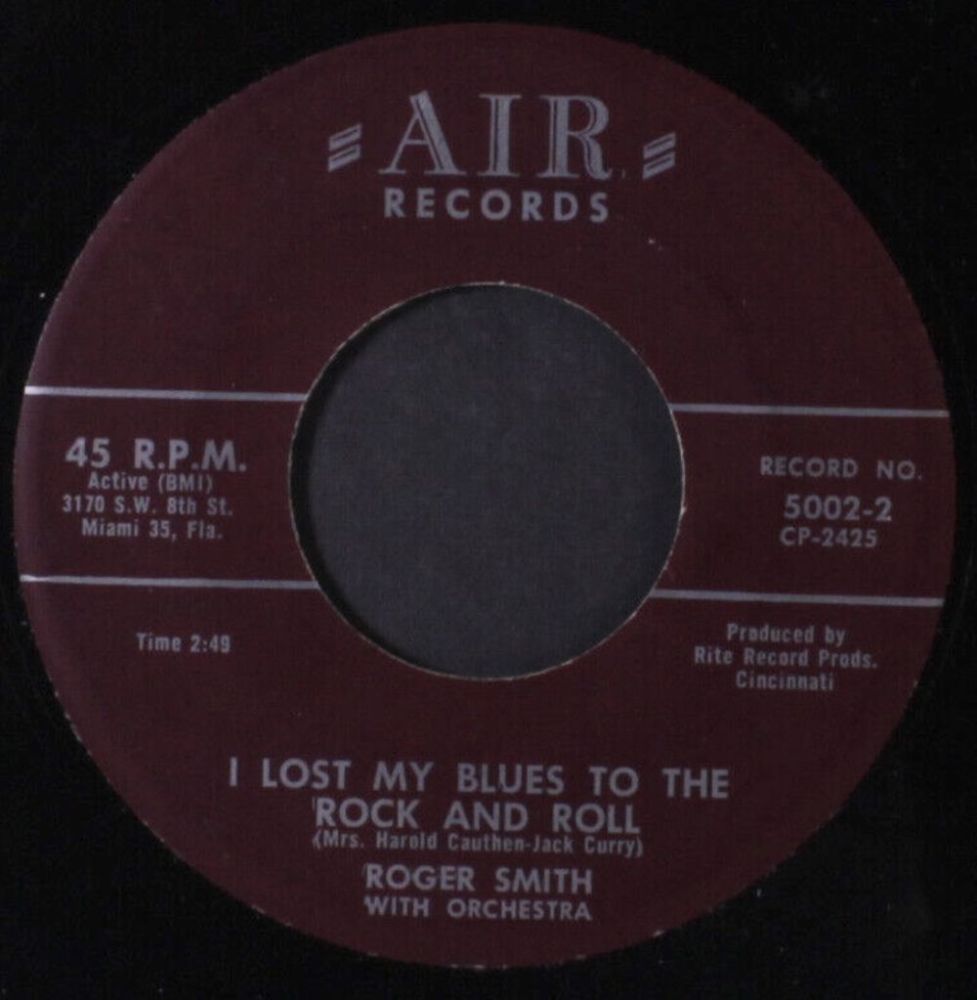 AIR
RECORDS
45 R.P.M.
Active (BMI)
3170 S.W. 8th St.
Miami 35, Fla.
RECORD NO.
5002-2
CP-2425
Time 2:49
Produced by
Rite Record Prods.
Cincinnati
I LOST MY BLUES TO THE
ROCK AND ROLL
(Mrs. Harold Cauthen-Jack Curry)
ROGER SMITH
WITH ORCHESTRA